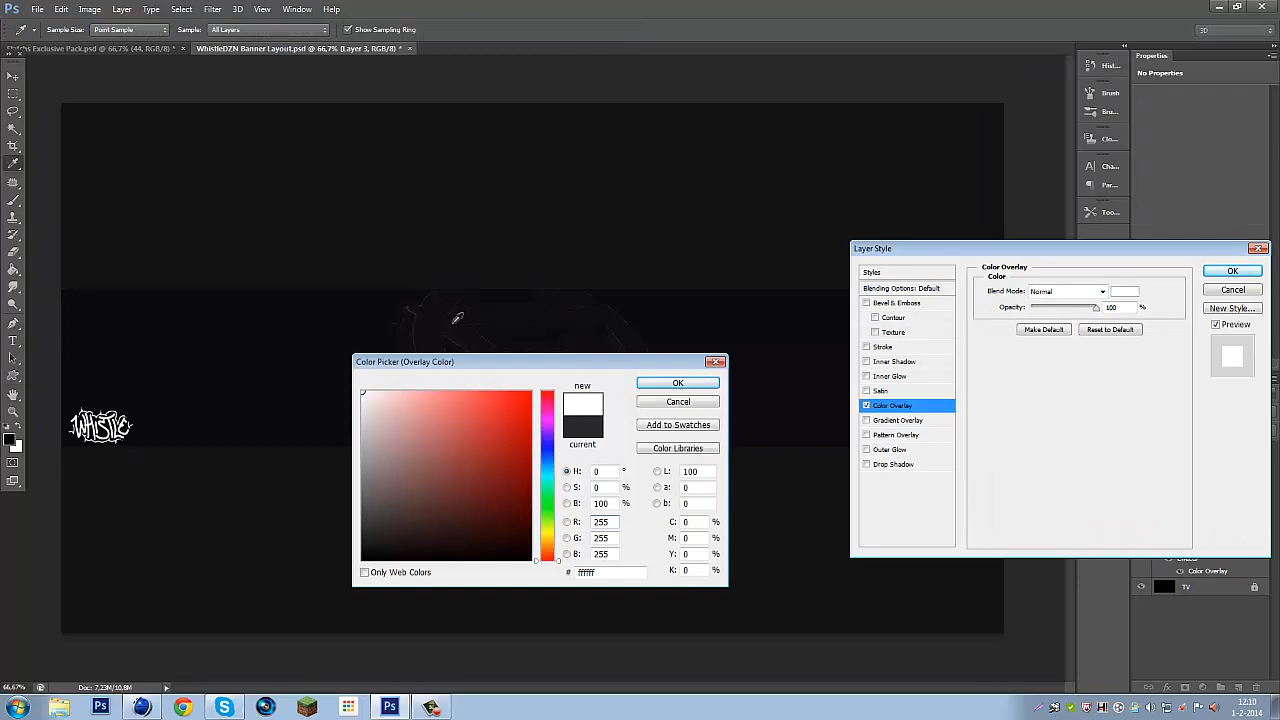 Ps File Edit Image Layer Type Select Filter 3D View Window Help
Sample Size: Point Sample Sample: All Layers Show Sampling Ring 3D
Exclusive Pack.psd @ 66,7% (44, RGB/8) * × WhistleDZN Banner Layout.psd @ 66,7% (Layer 3, RGB/8) * ×
Properties
No Properties
Hist...
Brush
Bru...
Clo...
Cha...
Par...
Too...
Layer Style
Styles
Blending Options: Default
Bevel & Emboss
Contour
Texture
Stroke
Inner Shadow
Inner Glow
Satin
Color Overlay
Gradient Overlay
Pattern Overlay
Outer Glow
Drop Shadow
Color Overlay
Color
Blend Mode: Normal
Opacity: 100 %
Make Default Reset to Default
OK
Cancel
New Style...
Preview
Color Picker (Overlay Color)
new
current
OK
Cancel
Add to Swatches
Color Libraries
H: 0 °
S: 0 %
B: 100 %
R: 255
G: 255
B: 255
# ffffff
L: 100
a: 0
b: 0
C: 0 %
M: 0 %
Y: 0 %
K: 0 %
Only Web Colors
WHISTLE
Effects
Color Overlay
TV
66,67% Doc: 7,23M/10,8M
12:10
1-2-2014